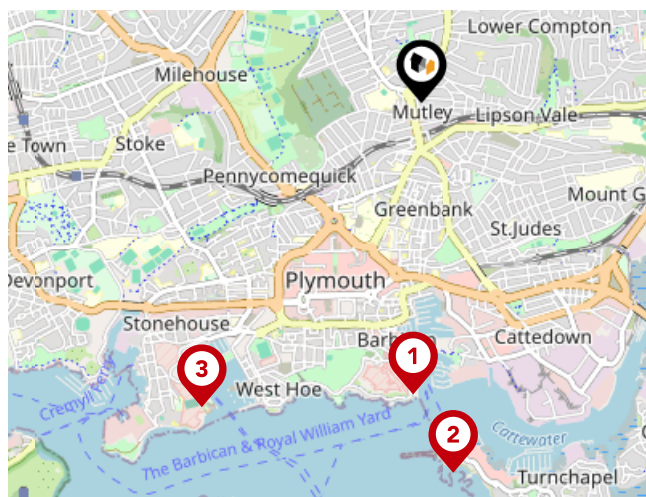 Lower Compton
Milehouse
Mutley
Lipson Vale
e Town
Stoke
Pennycomequick
Mount G
Greenbank
St.Judes
Devonport
Plymouth
Stonehouse
Barbican
Cattedown
1
3
West Hoe
Cremyll Ferry
The Barbican & Royal William Yard
2
Cattewater
Turnchapel